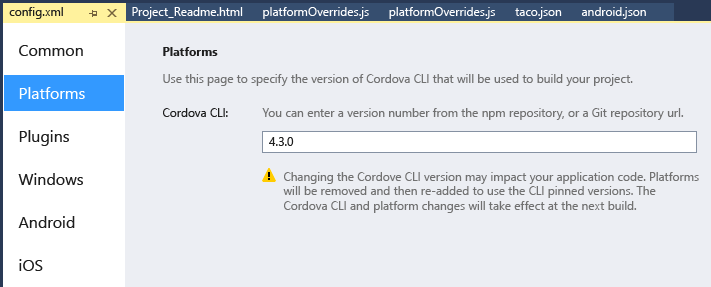 config.xml Project_Readme.html platformOverrides.js platformOverrides.js taco.json android.json
Common
Platforms
Plugins
Windows
Android
iOS
Platforms
Use this page to specify the version of Cordova CLI that will be used to build your project.
Cordova CLI: You can enter a version number from the npm repository, or a Git repository url.
4.3.0
Changing the Cordove CLI version may impact your application code. Platforms
will be removed and then re-added to use the CLI pinned versions. The
Cordova CLI and platform changes will take effect at the next build.